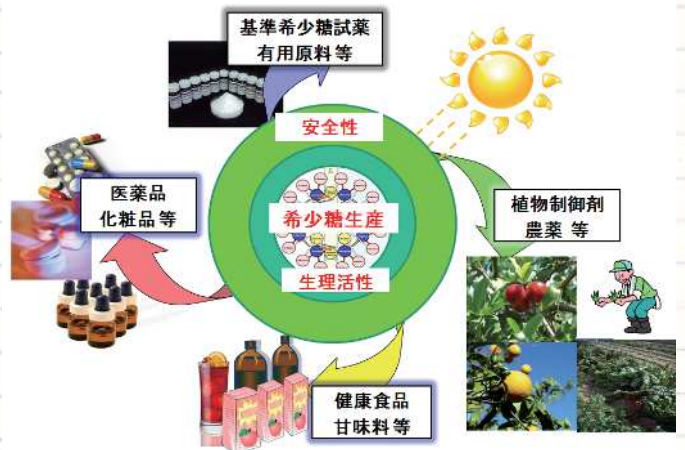 基準希少糖試薬
有用原料等
安全性
医薬品
化粧品等
希少糖生産
植物制御剤
農薬 等
生理活性
健康食品
甘味料等